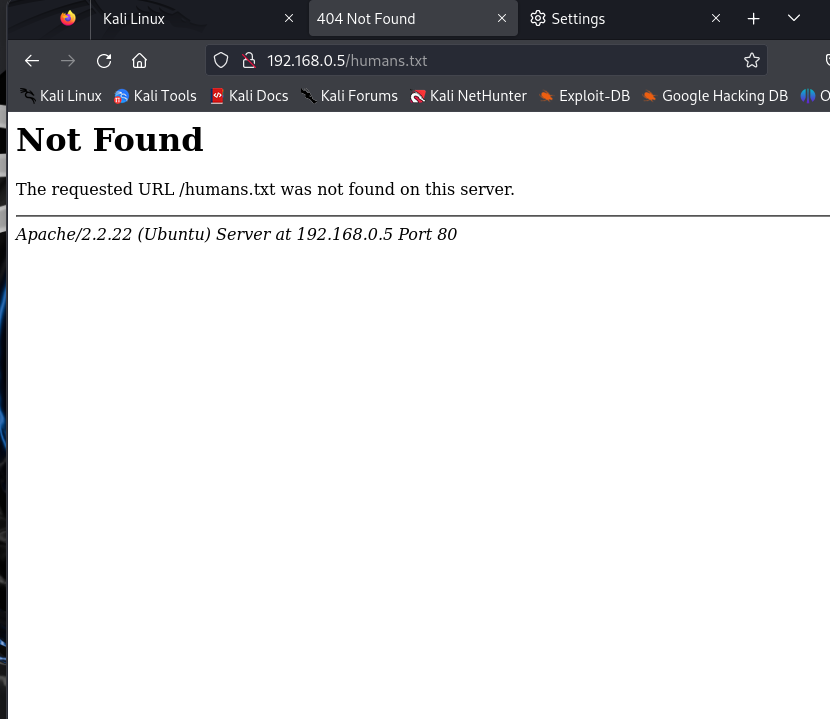 Kali Linux
404 Not Found
Settings
192.168.0.5/humans.txt
Kali Linux
Kali Tools
Kali Docs
Kali Forums
Kali NetHunter
Exploit-DB
Google Hacking DB
Not Found
The requested URL /humans.txt was not found on this server.
Apache/2.2.22 (Ubuntu) Server at 192.168.0.5 Port 80